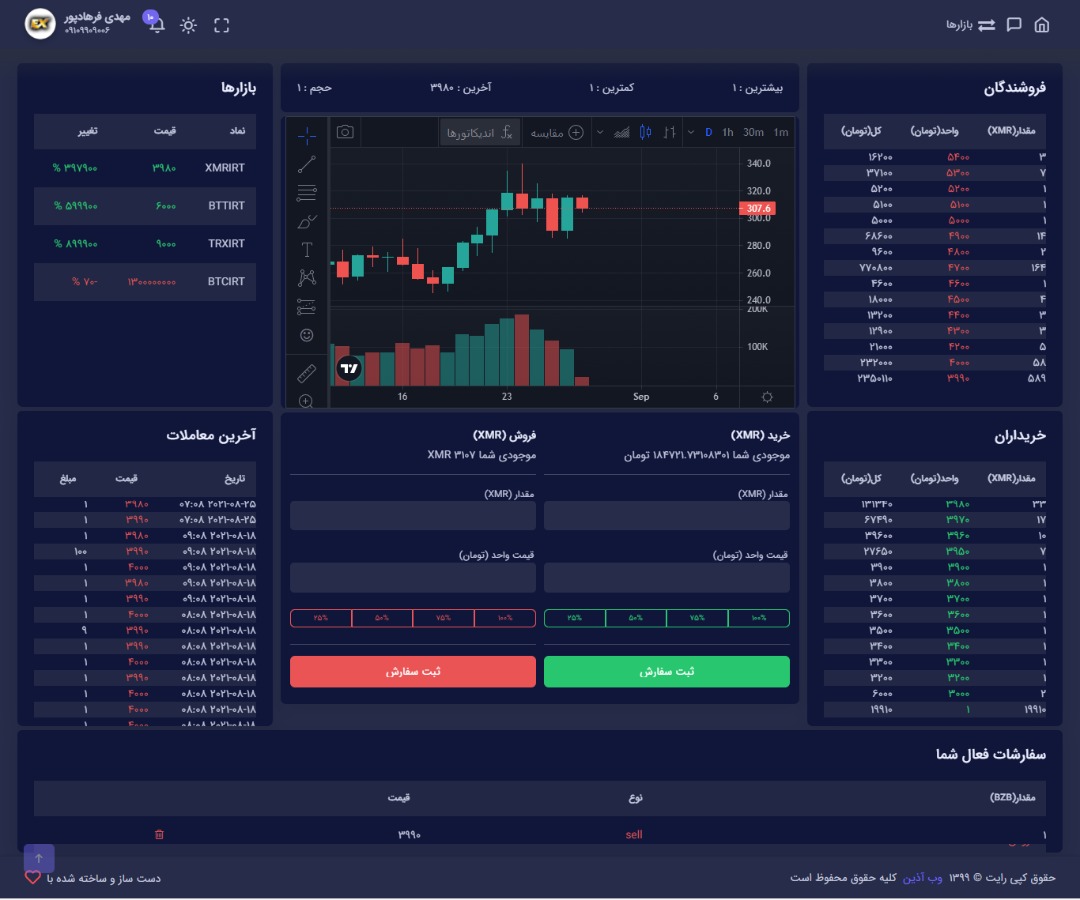 بازارها
مهدی فرهادپور
۰۹۱۰۹۹۰۹۰۰۶
۱۰
فروشندگان
مقدار(XMR) واحد(تومان) کل(تومان)
۳ ۵۴۰۰ ۱۶۲۰۰
۷ ۵۳۰۰ ۳۷۱۰۰
۱ ۵۲۰۰ ۵۲۰۰
۱ ۵۱۰۰ ۵۱۰۰
۱ ۵۰۰۰ ۵۰۰۰
۱۴ ۴۹۰۰ ۶۸۶۰۰
۲ ۴۸۰۰ ۹۶۰۰
۱۶۴ ۴۷۰۰ ۷۷۰۸۰۰
۱ ۴۶۰۰ ۴۶۰۰
۴ ۴۵۰۰ ۱۸۰۰۰
۳ ۴۴۰۰ ۱۳۲۰۰
۳ ۴۳۰۰ ۱۲۹۰۰
۵ ۴۲۰۰ ۲۱۰۰۰
۵۸ ۴۰۰۰ ۲۳۲۰۰۰
۵۸۹ ۳۹۹۰ ۲۳۵۰۱۱۰
بیشترین : ۱ کمترین : ۱ آخرین : ۳۹۸۰ حجم : ۱
1m 30m 1h D مقایسه اندیکاتورها
340.0
320.0
307.6
300.0
280.0
260.0
240.0
200K
100K
16 23 Sep 6
بازارها
نماد قیمت تغییر
XMRIRT ۳۹۸۰ ۳۹۷۹۰۰ %
BTTIRT ۶۰۰۰ ۵۹۹۹۰۰ %
TRXIRT ۹۰۰۰ ۸۹۹۹۰۰ %
BTCIRT ۱۳۰۰۰۰۰۰۰۰ -۷۰ %
خریداران
مقدار(XMR) واحد(تومان) کل(تومان)
۳۳ ۳۹۸۰ ۱۳۱۳۴۰
۱۷ ۳۹۷۰ ۶۷۴۹۰
۱۰ ۳۹۶۰ ۳۹۶۰۰
۷ ۳۹۵۰ ۲۷۶۵۰
۱ ۳۹۰۰ ۳۹۰۰
۱ ۳۸۰۰ ۳۸۰۰
۱ ۳۷۰۰ ۳۷۰۰
۱ ۳۶۰۰ ۳۶۰۰
۱ ۳۵۰۰ ۳۵۰۰
۱ ۳۴۰۰ ۳۴۰۰
۱ ۳۳۰۰ ۳۳۰۰
۱ ۳۲۰۰ ۳۲۰۰
۲ ۳۰۰۰ ۶۰۰۰
۱۹۹۱۰ ۱ ۱۹۹۱۰
خرید (XMR)
موجودی شما ۱۸۴۷۲۱.۷۳۱۰۸۳۰۱ تومان
مقدار (XMR)
قیمت واحد (تومان)
۱۰۰% ۷۵% ۵۰% ۲۵%
ثبت سفارش
فروش (XMR)
موجودی شما ۳۱۰۷ XMR
مقدار (XMR)
قیمت واحد (تومان)
۱۰۰% ۷۵% ۵۰% ۲۵%
ثبت سفارش
آخرین معاملات
تاریخ قیمت مبلغ
۲۰۲۱-۰۸-۲۵ ۰۷:۰۸ ۳۹۸۰ ۱
۲۰۲۱-۰۸-۲۵ ۰۷:۰۸ ۳۹۹۰ ۱
۲۰۲۱-۰۸-۱۸ ۰۹:۰۸ ۳۹۸۰ ۱
۲۰۲۱-۰۸-۱۸ ۰۹:۰۸ ۳۹۹۰ ۱۰۰
۲۰۲۱-۰۸-۱۸ ۰۹:۰۸ ۴۰۰۰ ۱
۲۰۲۱-۰۸-۱۸ ۰۹:۰۸ ۳۹۸۰ ۱
۲۰۲۱-۰۸-۱۸ ۰۹:۰۸ ۳۹۹۰ ۱
۲۰۲۱-۰۸-۱۸ ۰۸:۰۸ ۴۰۰۰ ۱
۲۰۲۱-۰۸-۱۸ ۰۸:۰۸ ۳۹۹۰ ۹
۲۰۲۱-۰۸-۱۸ ۰۸:۰۸ ۳۹۹۰ ۱
۲۰۲۱-۰۸-۱۸ ۰۸:۰۸ ۴۰۰۰ ۱
۲۰۲۱-۰۸-۱۸ ۰۸:۰۸ ۳۹۹۰ ۱
۲۰۲۱-۰۸-۱۸ ۰۸:۰۸ ۴۰۰۰ ۱
۲۰۲۱-۰۸-۱۸ ۰۸:۰۸ ۴۰۰۰ ۱
۲۰۲۱-۰۸-۱۸ ۰۸:۰۸ ۴۰۰۰ ۱
سفارشات فعال شما
مقدار(BZB) نوع قیمت
۱ sell ۳۹۹۰
حقوق کپی رایت © ۱۳۹۹ وب آذین کلیه حقوق محفوظ است
دست ساز و ساخته شده با